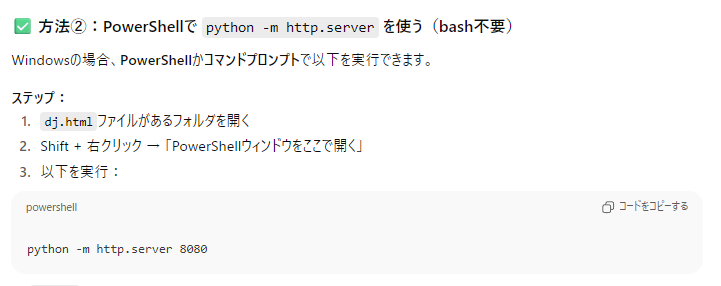 ✅ 方法②：PowerShellで python -m http.server を使う（bash不要）
Windowsの場合、PowerShellかコマンドプロンプトで以下を実行できます。
ステップ：
1. dj.html ファイルがあるフォルダを開く
2. Shift + 右クリック → 「PowerShellウィンドウをここで開く」
3. 以下を実行：
powershell
コードをコピーする
python -m http.server 8080